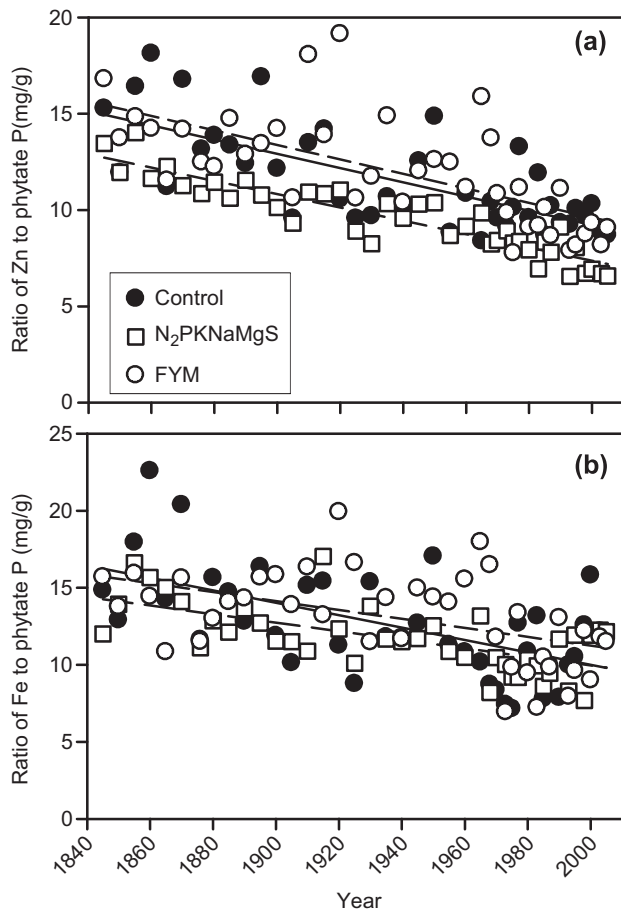 20
(a)
15
10
5
0
Ratio of Zn to phytate P(mg/g)
Control
N₂PKNaMgS
FYM
25
(b)
20
15
10
5
0
Ratio of Fe to phytate P (mg/g)
1840 1860 1880 1900 1920 1940 1960 1980 2000
Year